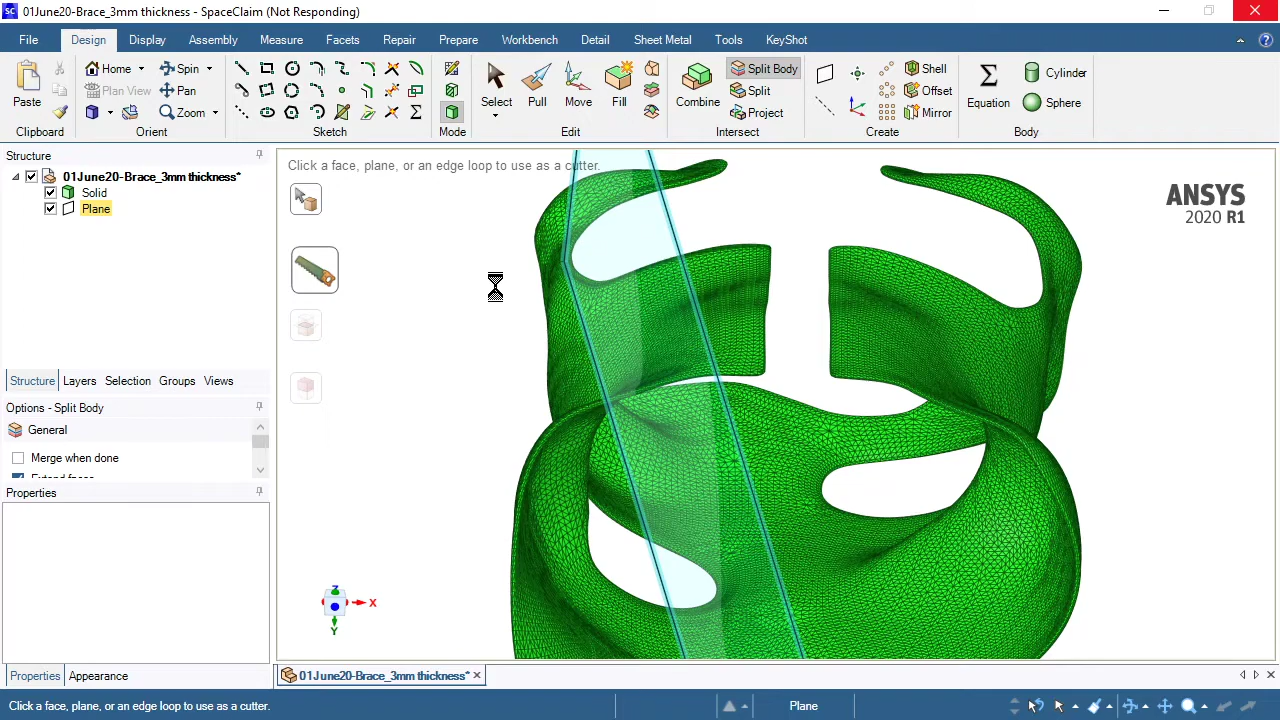 01June20-Brace_3mm thickness - SpaceClaim (Not Responding)
File Design Display Assembly Measure Facets Repair Prepare Workbench Detail Sheet Metal Tools KeyShot
Home Spin Split Body Shell Cylinder
Plan View Pan Split Offset
Paste Select Pull Move Fill Combine Equation Sphere
Zoom Project Mirror
Clipboard Orient Sketch Mode Edit Intersect Create Body
Structure
01June20-Brace_3mm thickness*
Solid
Plane
Click a face, plane, or an edge loop to use as a cutter.
ANSYS
2020 R1
Structure Layers Selection Groups Views
Options - Split Body
General
Merge when done
Extend faces
Properties
Z
X
Y
Properties Appearance
01June20-Brace_3mm thickness*
Click a face, plane, or an edge loop to use as a cutter.
Plane